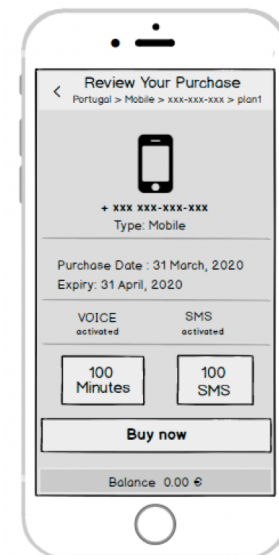 Review Your Purchase
Portugal > Mobile > xxx-xxx-xxx > plan1
+ xxx xxx-xxx-xxx
Type: Mobile
Purchase Date : 31 March, 2020
Expiry: 31 April, 2020
VOICE SMS
activated activated
100 100
Minutes SMS
Buy now
Balance 0.00 €